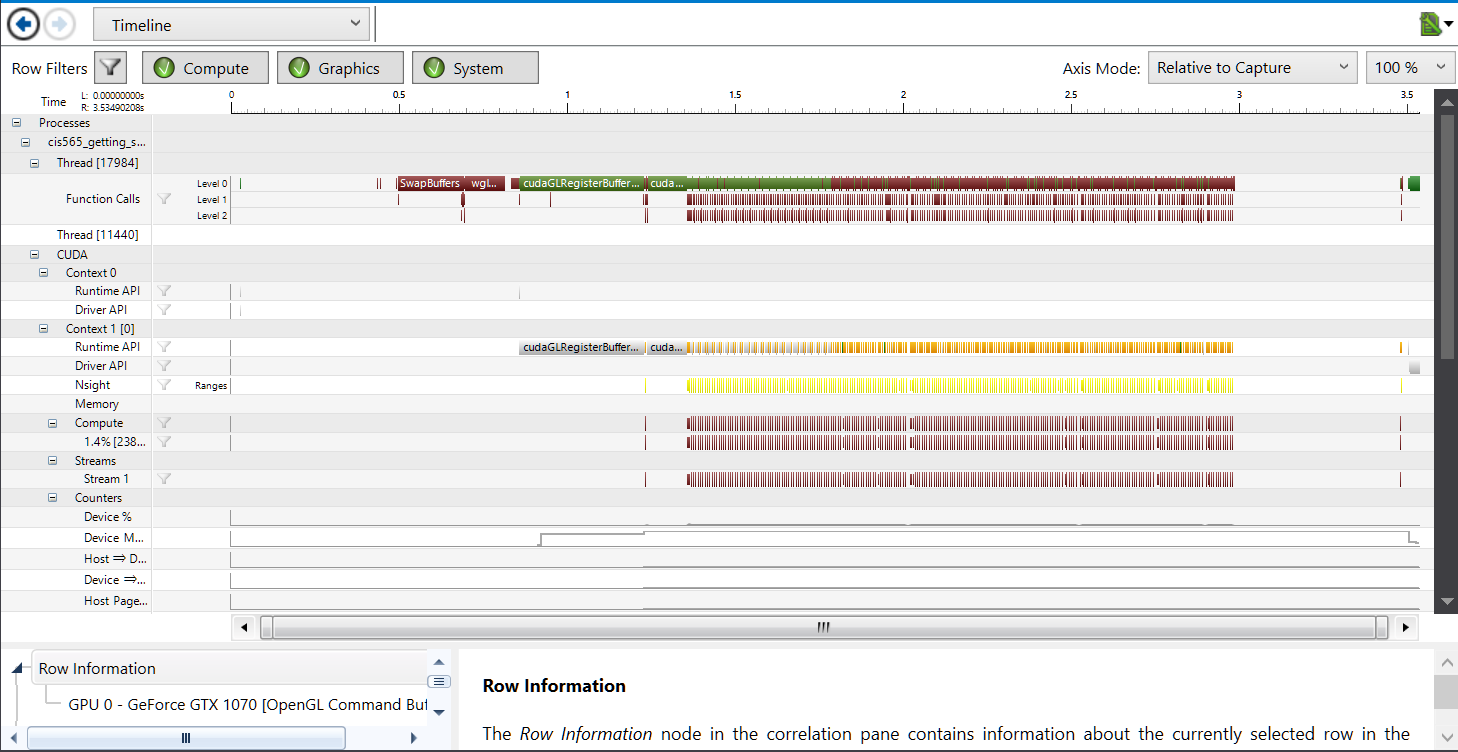 Timeline
Row Filters Compute Graphics System Axis Mode: Relative to Capture 100 %
Time L: 0.00000000s R: 3.53490208s 0 0.5 1 1.5 2 2.5 3 3.5
Processes
cis565_getting_s...
Thread [17984]
Function Calls Level 0 SwapBuffers wgl... cudaGLRegisterBuffer... cuda...
Level 1
Level 2
Thread [11440]
CUDA
Context 0
Runtime API
Driver API
Context 1 [0]
Runtime API cudaGLRegisterBuffer... cuda...
Driver API
Nsight Ranges
Memory
Compute
1.4% [238...
Streams
Stream 1
Counters
Device %
Device M...
Host ⇒ D...
Device ⇒...
Host Page...
Row Information
GPU 0 - GeForce GTX 1070 [OpenGL Command Buf
Row Information
The Row Information node in the correlation pane contains information about the currently selected row in the